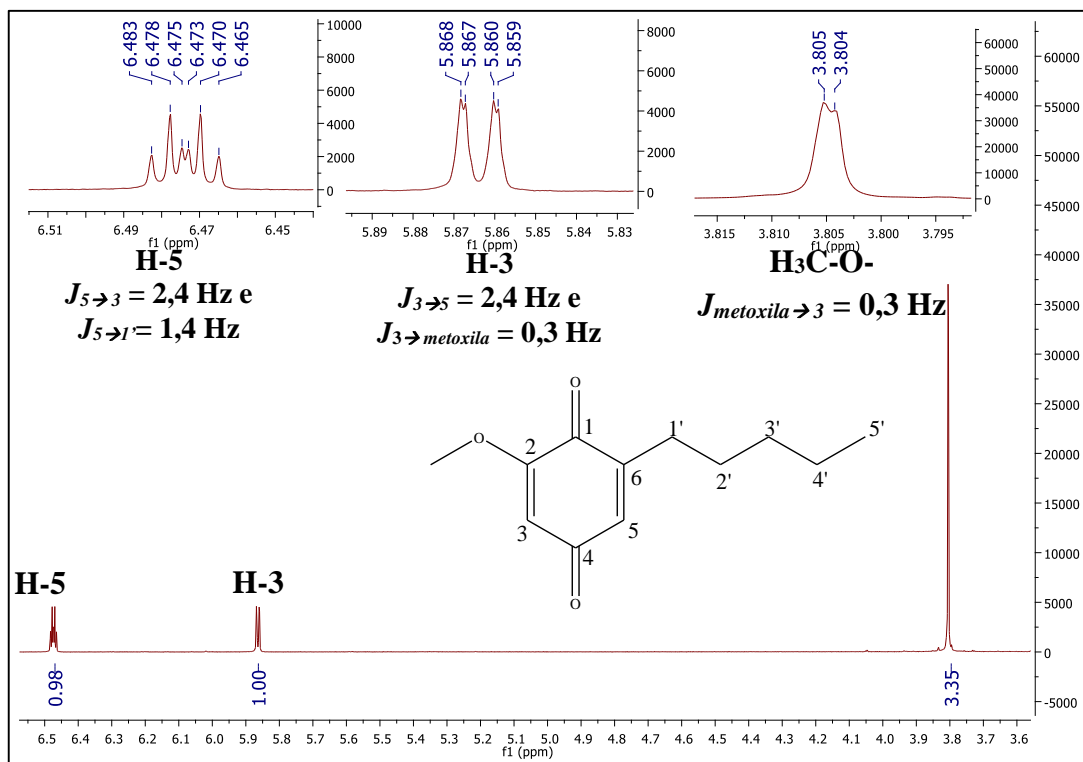 6.483 6.478 6.475 6.473 6.470 6.465
10000
8000
6000
4000
2000
0
6.51 6.49 6.47 6.45
f1 (ppm)
H-5
J5→3 = 2,4 Hz e
J5→1' = 1,4 Hz
5.868 5.867 5.860 5.859
8000
6000
4000
2000
0
5.89 5.88 5.87 5.86 5.85 5.84 5.83
f1 (ppm)
H-3
J3→5 = 2,4 Hz e
J3→metoxila = 0,3 Hz
3.805 3.804
60000
50000
40000
30000
20000
10000
0
3.815 3.810 3.805 3.800 3.795
f1 (ppm)
H3C-O-
Jmetoxila→3 = 0,3 Hz
60000
55000
50000
45000
40000
35000
30000
25000
20000
15000
10000
5000
0
-5000
O
1
1' 3' 5'
O 2
6 2' 4'
3 5
4
O
H-5 H-3
0.98 1.00 3.35
6.5 6.4 6.3 6.2 6.1 6.0 5.9 5.8 5.7 5.6 5.5 5.4 5.3 5.2 5.1 5.0 4.9 4.8 4.7 4.6 4.5 4.4 4.3 4.2 4.1 4.0 3.9 3.8 3.7 3.6
f1 (ppm)